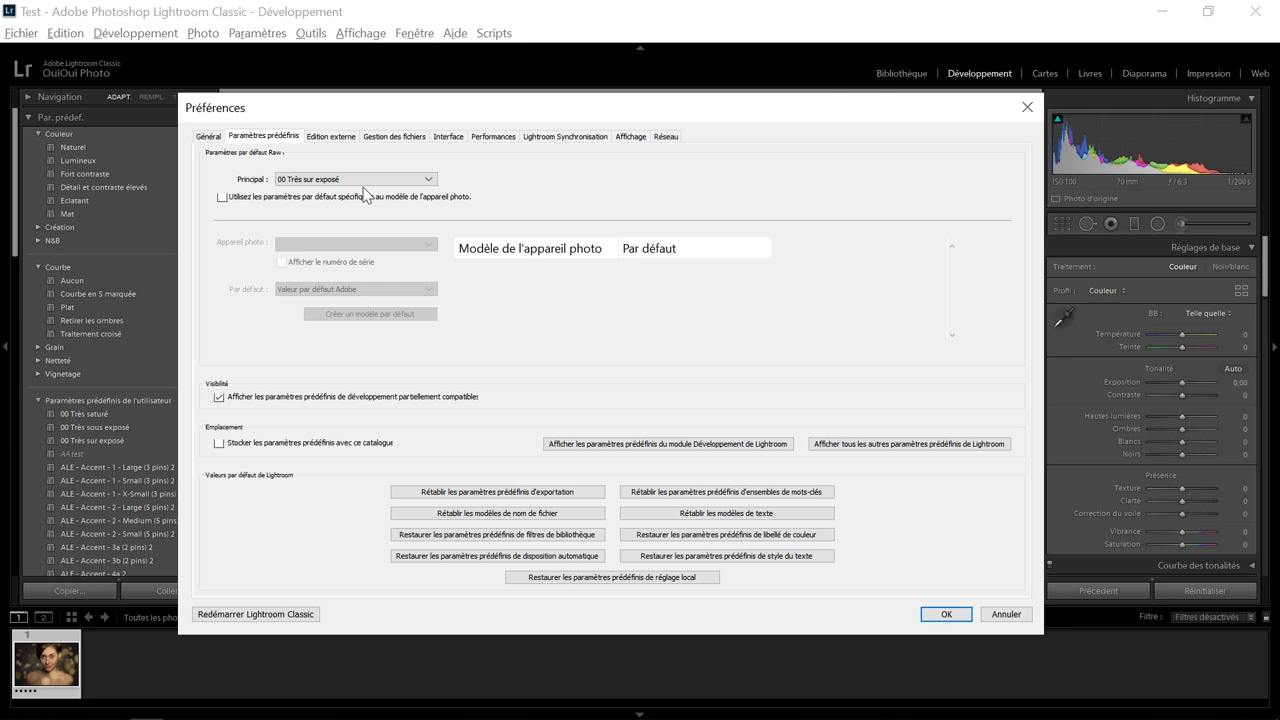 Lr Test - Adobe Photoshop Lightroom Classic - Développement
Fichier Edition Développement Photo Paramètres Outils Affichage Fenêtre Aide Scripts
Lr Adobe Lightroom Classic
OuiOui Photo
Bibliothèque | Développement | Cartes | Livres | Diaporama | Impression | Web
Navigation ADAPT. REMPL.
Par. prédef.
Couleur
Naturel
Lumineux
Fort contraste
Détail et contraste élevés
Eclatant
Mat
Création
N&B
Courbe
Aucun
Courbe en S marquée
Plat
Retirer les ombres
Traitement croisé
Grain
Netteté
Vignetage
Paramètres prédéfinis de l'utilisateur
00 Très saturé
00 Très sous exposé
00 Très sur exposé
AA test
ALE - Accent - 1 - Large (3 pins) 2
ALE - Accent - 1 - Small (3 pins)
ALE - Accent - 1 - X-Small (3 pins)
ALE - Accent - 2 - Large (5 pins)
ALE - Accent - 2 - Medium (5 pins
ALE - Accent - 2 - Small (5 pins)
ALE - Accent - 3a (2 pins) 2
ALE - Accent - 3b (2 pins) 2
ALE - Accent - 4a 2
Copier... Coller
Préférences
Général Paramètres prédéfinis Edition externe Gestion des fichiers Interface Performances Lightroom Synchronisation Affichage Réseau
Paramètres par défaut Raw
Principal : 00 Très sur exposé
Utilisez les paramètres par défaut au modèle de l'appareil photo.
Appareil photo :
Afficher le numéro de série
Par défaut : Valeur par défaut Adobe
Créer un modèle par défaut
Modèle de l'appareil photo Par défaut
Visibilité
Afficher les paramètres prédéfinis de développement partiellement compatibles
Emplacement
Stocker les paramètres prédéfinis avec ce catalogue
Afficher les paramètres prédéfinis du module Développement de Lightroom
Afficher tous les autres paramètres prédéfinis de Lightroom
Valeurs par défaut de Lightroom
Rétablir les paramètres prédéfinis d'exportation
Rétablir les paramètres prédéfinis d'ensembles de mots-clés
Rétablir les modèles de nom de fichier
Rétablir les modèles de texte
Restaurer les paramètres prédéfinis de filtres de bibliothèque
Restaurer les paramètres prédéfinis de libellé de couleur
Restaurer les paramètres prédéfinis de disposition automatique
Restaurer les paramètres prédéfinis de style du texte
Restaurer les paramètres prédéfinis de réglage local
Redémarrer Lightroom Classic
OK
Annuler
Histogramme
ISO 100 70 mm ƒ / 6,3 1/200 s
Photo d'origine
Réglages de base
Traitement : Couleur Noir/blanc
Profil : Couleur
BB : Telle quelle
Température 0
Teinte 0
Tonalité Auto
Exposition 0,00
Contraste 0
Hautes lumières 0
Ombres 0
Blancs 0
Noirs 0
Présence
Texture 0
Clarté 0
Correction du voile 0
Vibrance 0
Saturation 0
Courbe des tonalités
Précédent Réinitialiser
1 2 Toutes les pho
Filtre : Filtres désactivés
1